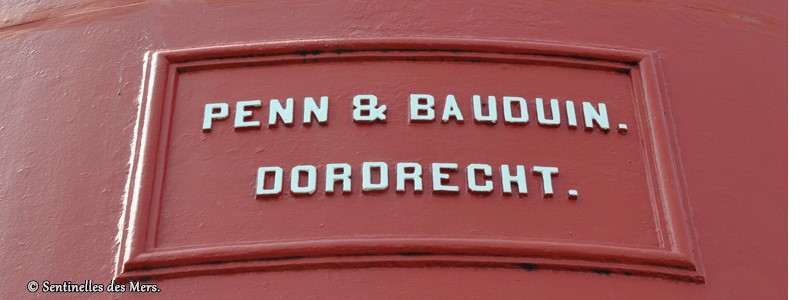 PENN & BAUDUIN.
DORDRECHT.
© Sentinelles des Mers.